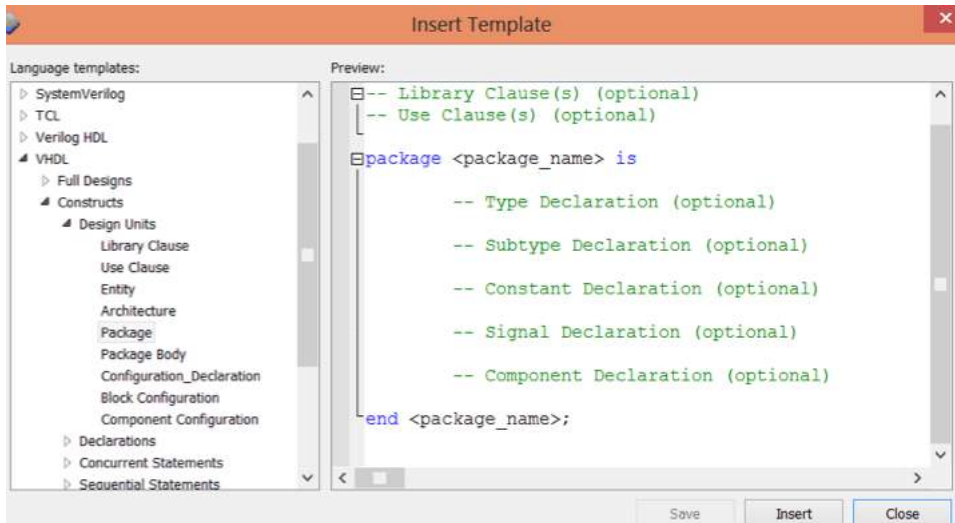 Insert Template
Language templates:
SystemVerilog
TCL
Verilog HDL
VHDL
Full Designs
Constructs
Design Units
Library Clause
Use Clause
Entity
Architecture
Package
Package Body
Configuration_Declaration
Block Configuration
Component Configuration
Declarations
Concurrent Statements
Sequential Statements
Preview:
-- Library Clause(s) (optional)
-- Use Clause(s) (optional)
package <package_name> is
-- Type Declaration (optional)
-- Subtype Declaration (optional)
-- Constant Declaration (optional)
-- Signal Declaration (optional)
-- Component Declaration (optional)
end <package_name>;
Save
Insert
Close